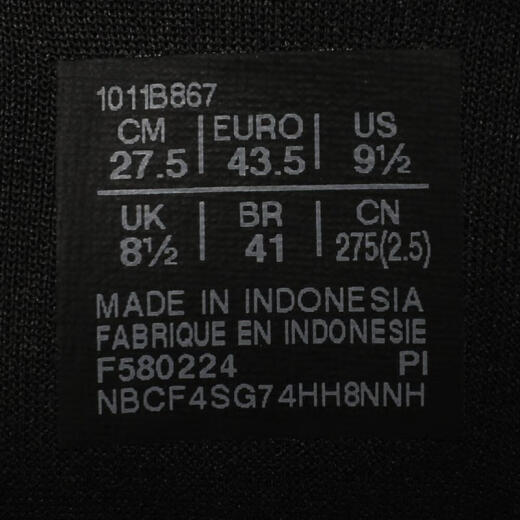 1011B867
CM | EURO | US
27.5 | 43.5 | 9½
UK | BR | CN
8½ | 41 | 275(2.5)
MADE IN INDONESIA
FABRIQUE EN INDONESIE
F580224 PI
NBCF4SG74HH8NNH